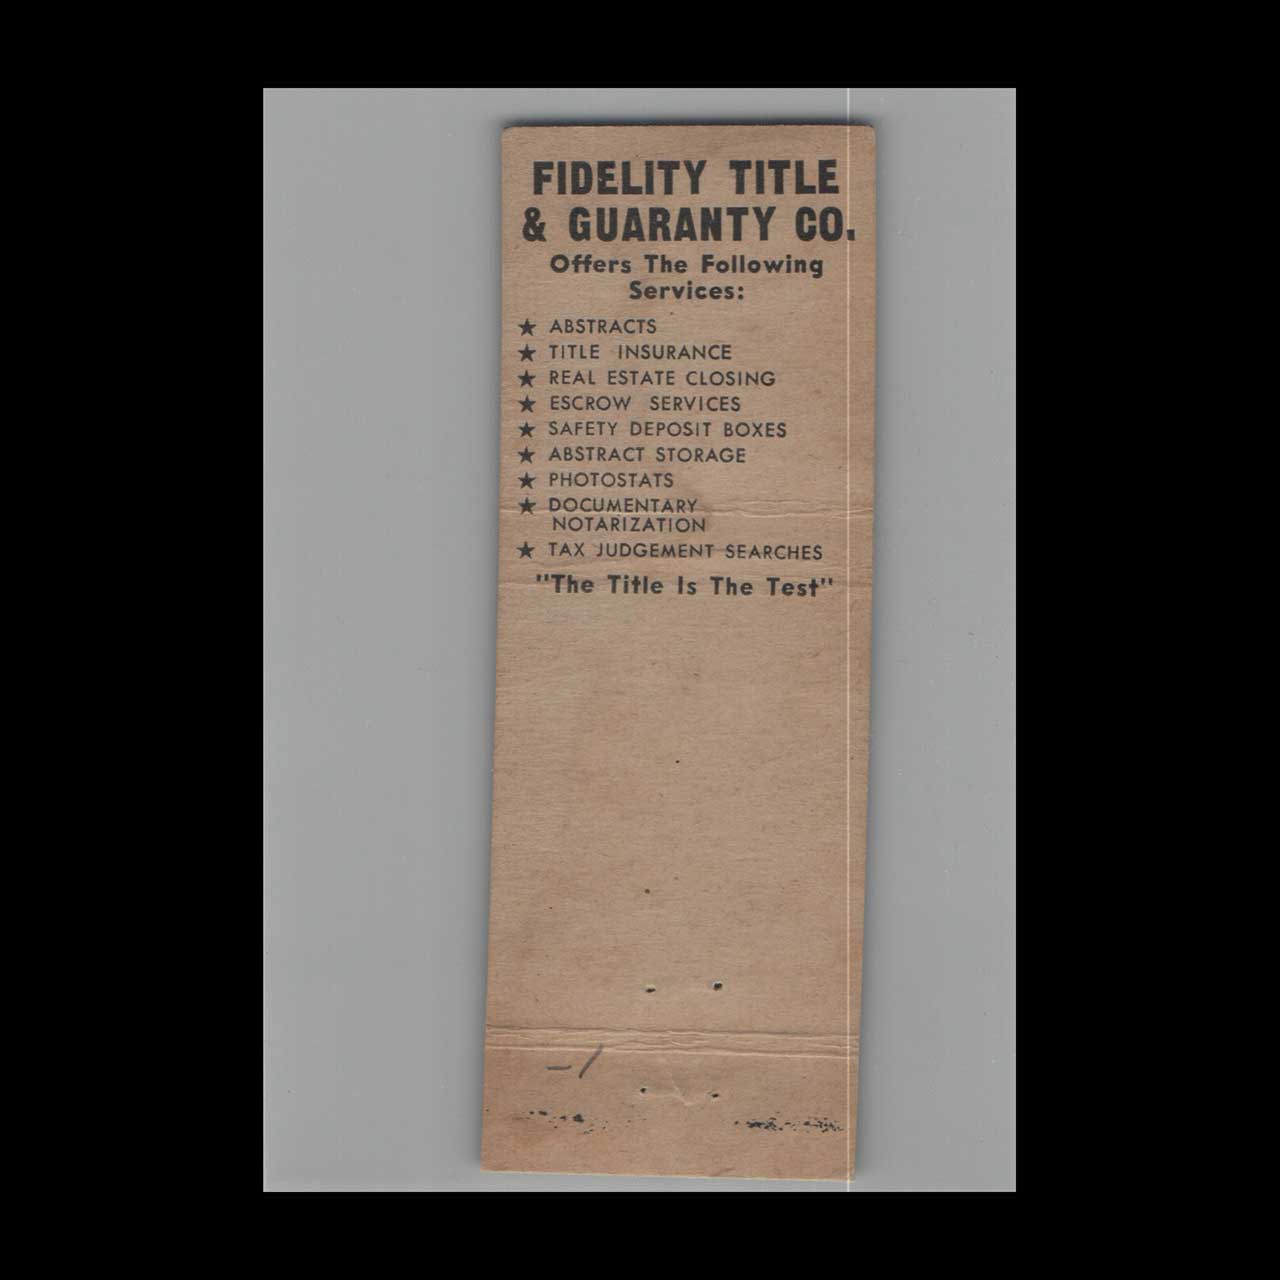 FIDELITY TITLE
& GUARANTY CO.
Offers The Following
Services:
★ ABSTRACTS
★ TITLE INSURANCE
★ REAL ESTATE CLOSING
★ ESCROW SERVICES
★ SAFETY DEPOSIT BOXES
★ ABSTRACT STORAGE
★ PHOTOSTATS
★ DOCUMENTARY
NOTARIZATION
★ TAX JUDGEMENT SEARCHES
"The Title Is The Test"